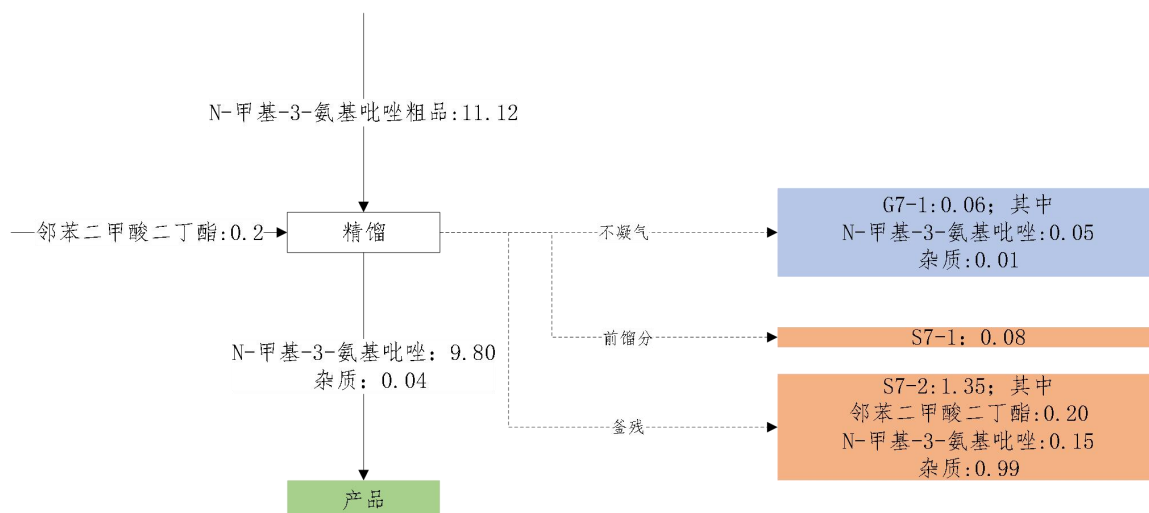 N-甲基-3-氨基吡唑粗品:11.12
邻苯二甲酸二丁酯:0.2
精馏
不凝气
G7-1:0.06; 其中
N-甲基-3-氨基吡唑:0.05
杂质:0.01
前馏分
S7-1: 0.08
N-甲基-3-氨基吡唑: 9.80
杂质: 0.04
釜残
S7-2:1.35; 其中
邻苯二甲酸二丁酯:0.20
N-甲基-3-氨基吡唑:0.15
杂质:0.99
产品